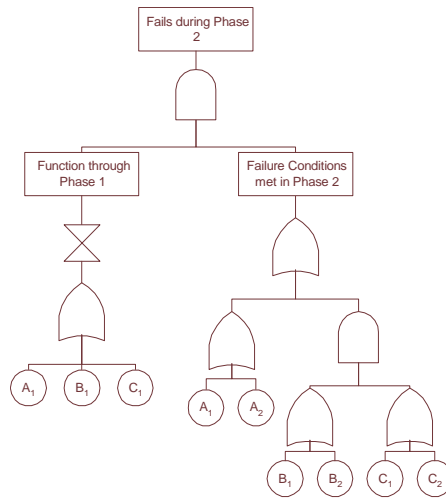 Fails during Phase
2
Function through
Phase 1
Failure Conditions
met in Phase 2
A₁ B₁ C₁
A₁ A₂
B₁ B₂ C₁ C₂